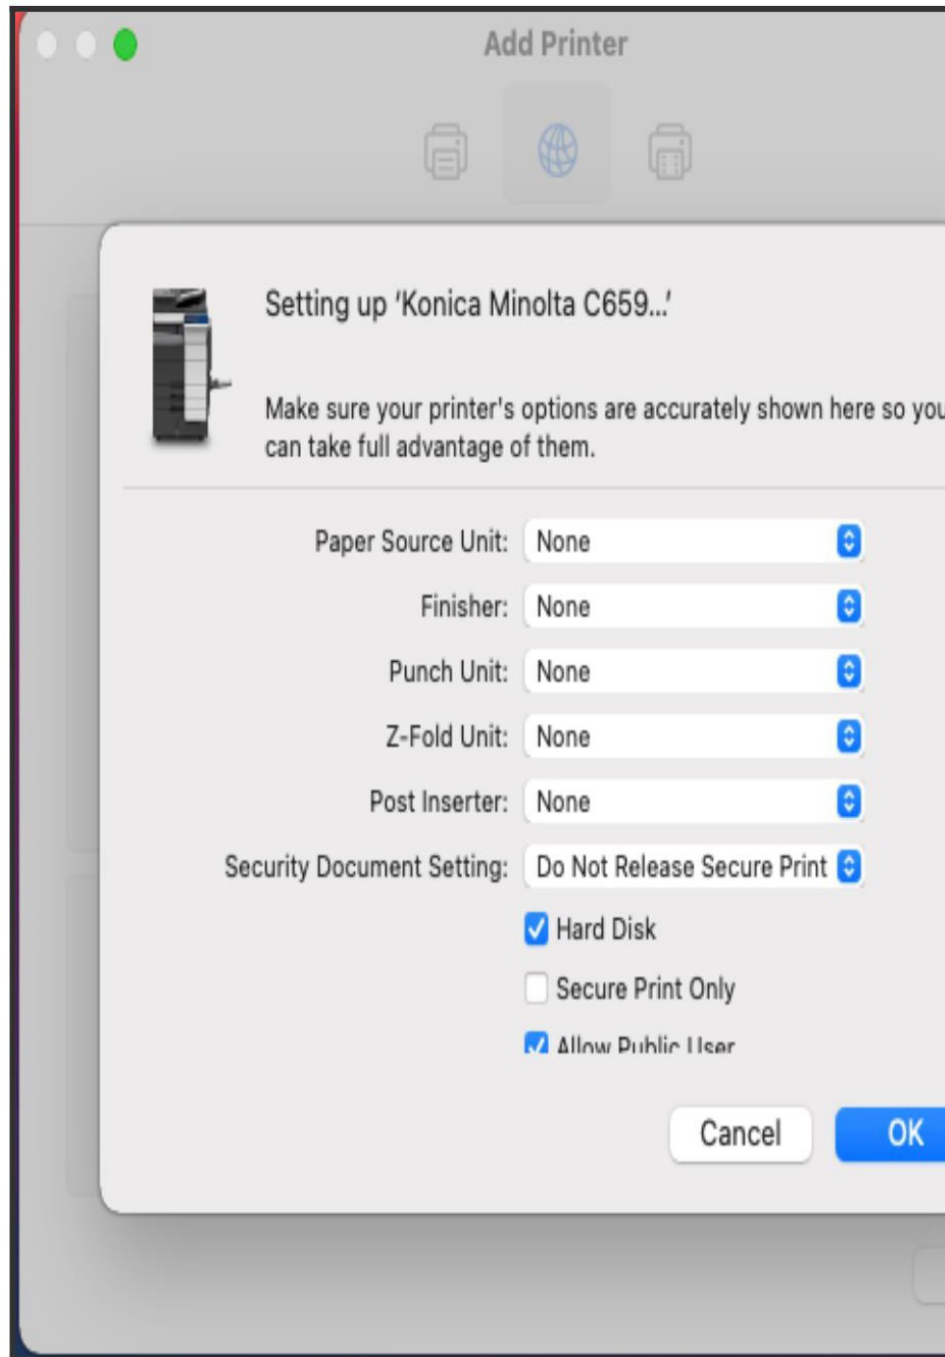 Add Printer
Setting up ‘Konica Minolta C659...’
Make sure your printer's options are accurately shown here so you
can take full advantage of them.
Paper Source Unit: None
Finisher: None
Punch Unit: None
Z-Fold Unit: None
Post Inserter: None
Security Document Setting: Do Not Release Secure Print
Hard Disk
Secure Print Only
Allow Public User
Cancel OK